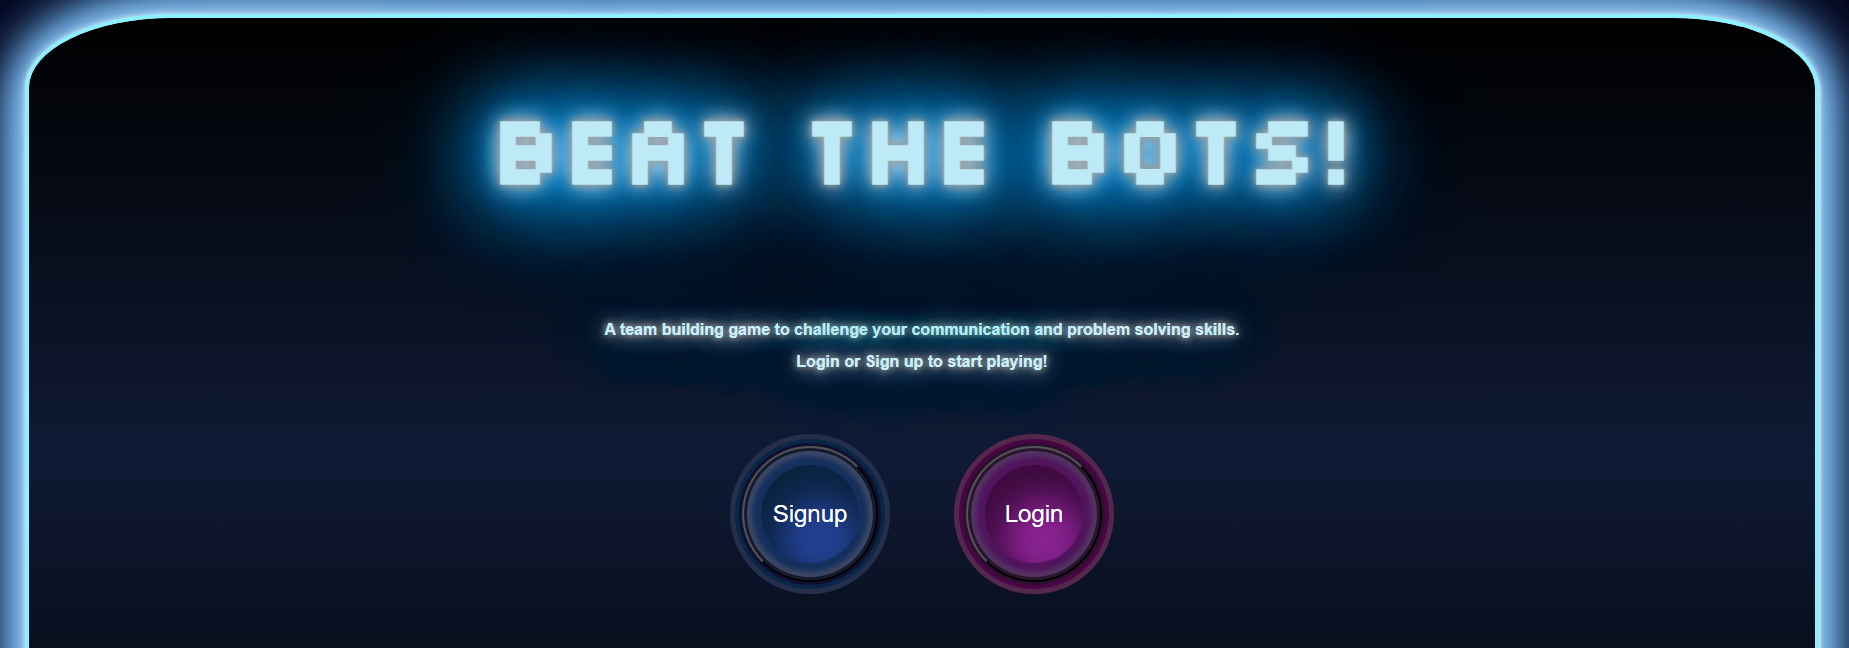 BEAT THE BOTS!
A team building game to challenge your communication and problem solving skills.
Login or Sign up to start playing!
Signup
Login